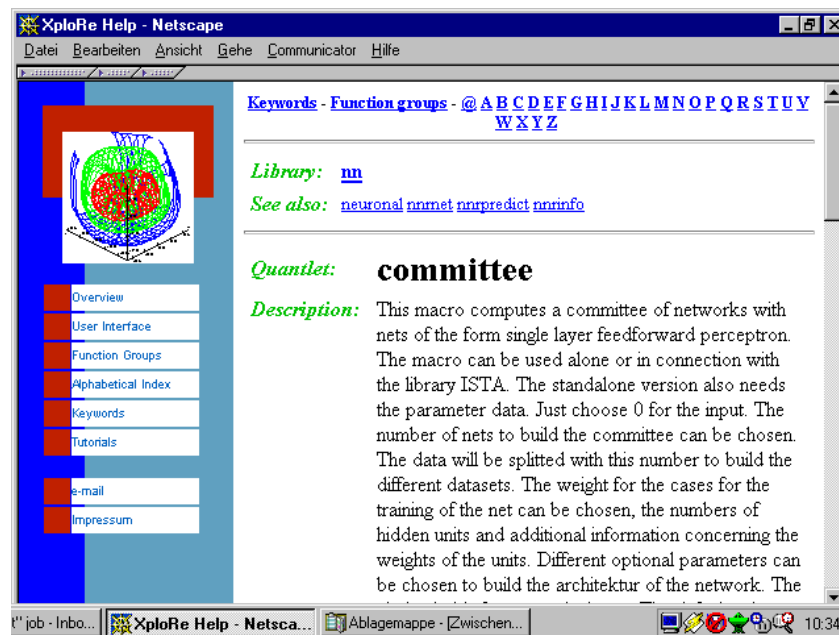 XploRe Help - Netscape
Datei Bearbeiten Ansicht Gehe Communicator Hilfe
Keywords - Function groups - @ A B C D E F G H I J K L M N O P Q R S T U V
W X Y Z
Library: nn
See also: neuronal nnrnet nnrpredict nnrinfo
Quantlet: committee
Description: This macro computes a committee of networks with
nets of the form single layer feedforward perceptron.
The macro can be used alone or in connection with
the library ISTA. The standalone version also needs
the parameter data. Just choose 0 for the input. The
number of nets to build the committee can be chosen.
The data will be splitted with this number to build the
different datasets. The weight for the cases for the
training of the net can be chosen, the numbers of
hidden units and additional information concerning the
weights of the units. Different optional parameters can
be chosen to build the architektur of the network. The
Overview
User Interface
Function Groups
Alphabetical Index
Keywords
Tutorials
e-mail
Impressum
t" job - Inbo... XploRe Help - Netsca... Ablagemappe - [Zwischen... 10:34